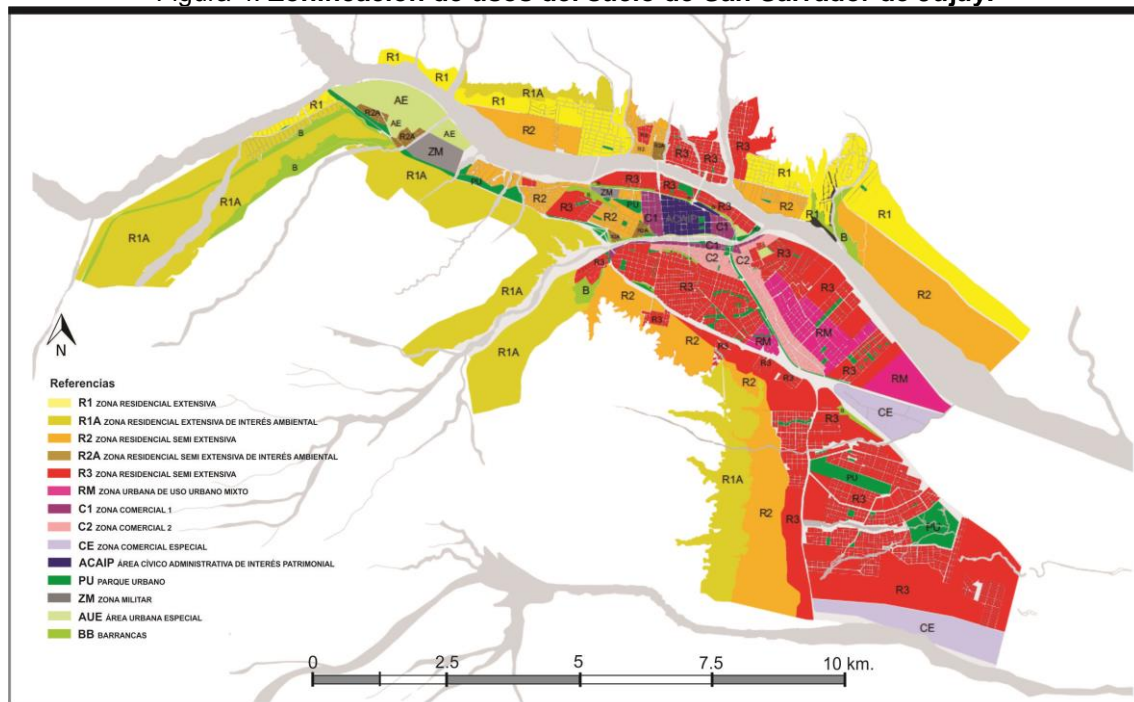 Figura 4. Zonificación de usos del suelo de San Salvador de Jujuy.
R1
R1
R1A
R1
R1
R2
AE
R2A
AE
R2A
AE
ZM
B
B
R1A
R1A
R1A
PU
R2
R3
R3
R3
R3
R1
R2
R1
R1
B
R2
R3
R3
R3
ZM
PU
R2
C1
ACAIP
C1
C1
C2
C2
R3
R3
R3
B
R2
R3
R3
RM
RM
R3
RM
CE
R1A
R1A
R2
R3
R3
R3
R2
R3
B
PU
R3
PU
R1A
R2
R3
R3
1
CE
N
Referencias
R1 ZONA RESIDENCIAL EXTENSIVA
R1A ZONA RESIDENCIAL EXTENSIVA DE INTERÉS AMBIENTAL
R2 ZONA RESIDENCIAL SEMI EXTENSIVA
R2A ZONA RESIDENCIAL SEMI EXTENSIVA DE INTERÉS AMBIENTAL
R3 ZONA RESIDENCIAL SEMI EXTENSIVA
RM ZONA URBANA DE USO URBANO MIXTO
C1 ZONA COMERCIAL 1
C2 ZONA COMERCIAL 2
CE ZONA COMERCIAL ESPECIAL
ACAIP ÁREA CÍVICO ADMINISTRATIVA DE INTERÉS PATRIMONIAL
PU PARQUE URBANO
ZM ZONA MILITAR
AUE ÁREA URBANA ESPECIAL
BB BARRANCAS
0 2.5 5 7.5 10 km.